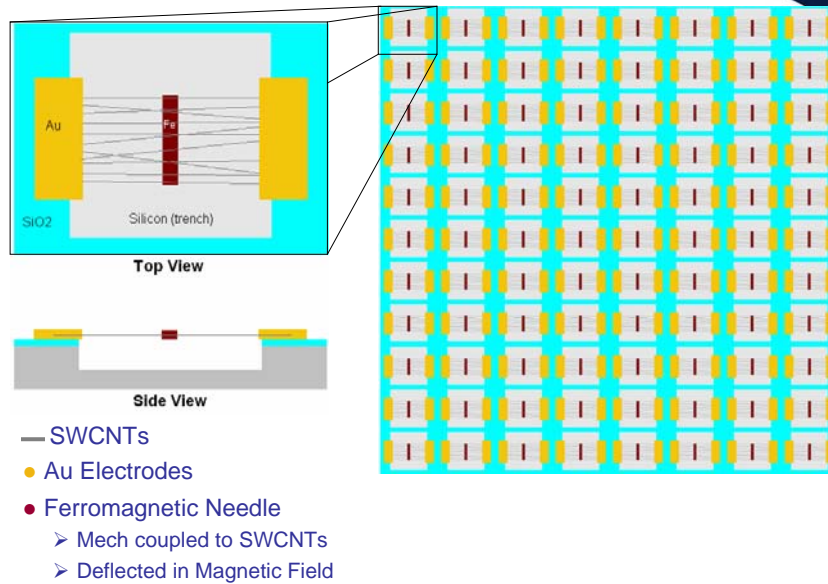 Au
Fe
SiO2
Silicon (trench)
Top View
Side View
SWCNTs
● Au Electrodes
● Ferromagnetic Needle
➢ Mech coupled to SWCNTs
➢ Deflected in Magnetic Field